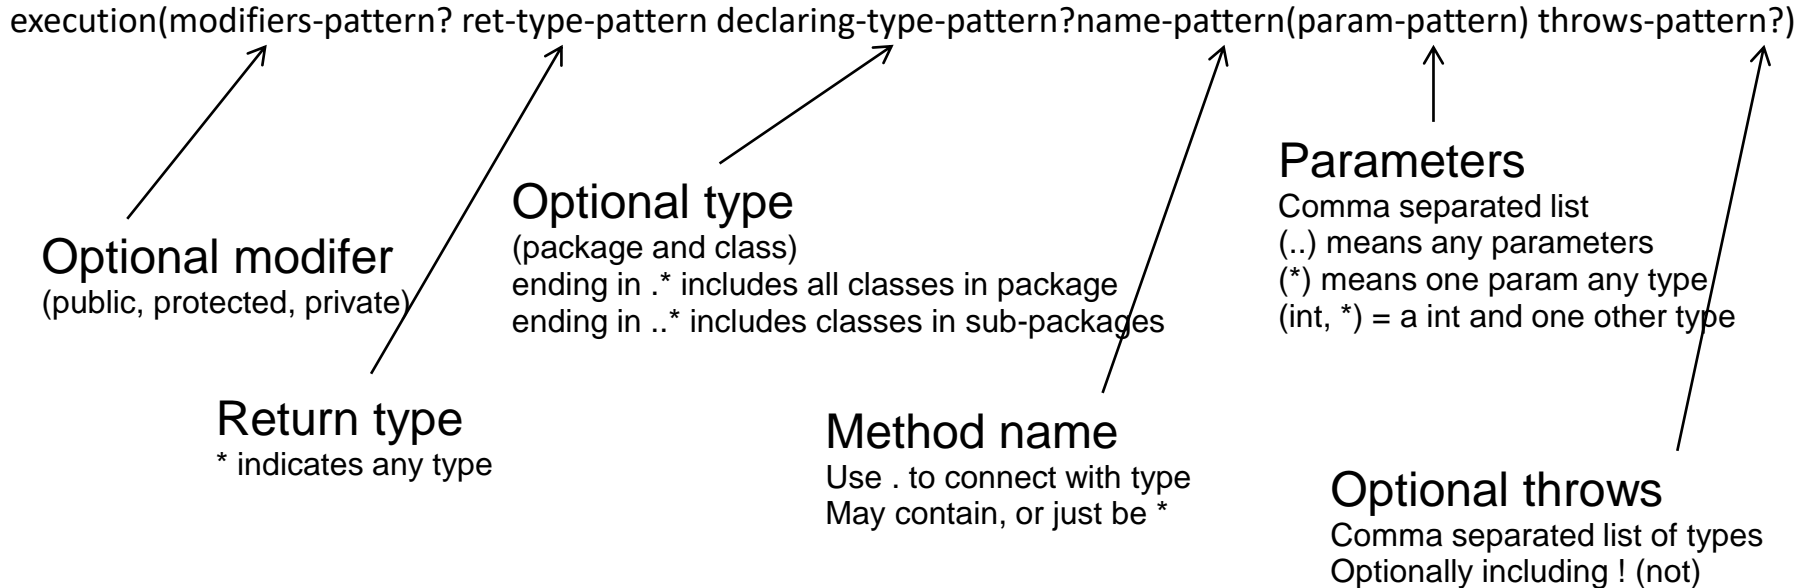 execution(modifiers-pattern? ret-type-pattern declaring-type-pattern?name-pattern(param-pattern) throws-pattern?)
Optional modifer
(public, protected, private)
Return type
* indicates any type
Optional type
(package and class)
ending in .* includes all classes in package
ending in ..* includes classes in sub-packages
Method name
Use . to connect with type
May contain, or just be *
Parameters
Comma separated list
(..) means any parameters
(*) means one param any type
(int, *) = a int and one other type
Optional throws
Comma separated list of types
Optionally including ! (not)